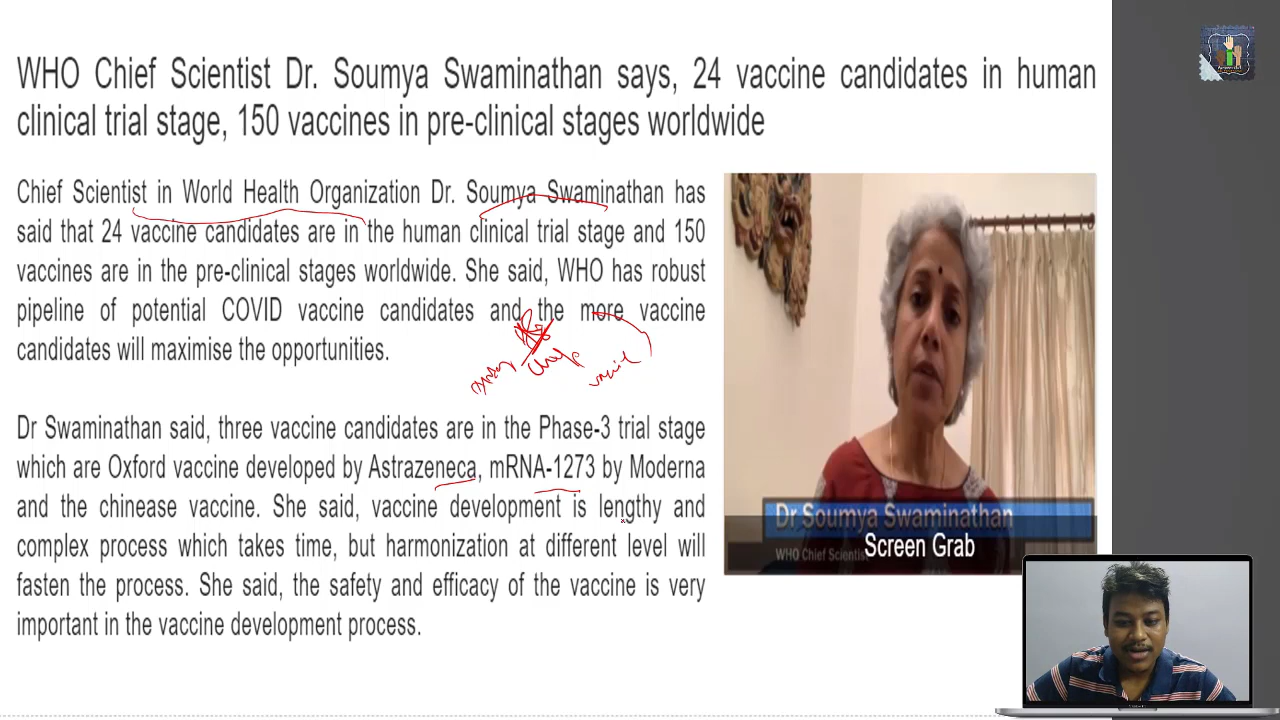 WHO Chief Scientist Dr. Soumya Swaminathan says, 24 vaccine candidates in human
clinical trial stage, 150 vaccines in pre-clinical stages worldwide
Chief Scientist in World Health Organization Dr. Soumya Swaminathan has
said that 24 vaccine candidates are in the human clinical trial stage and 150
vaccines are in the pre-clinical stages worldwide. She said, WHO has robust
pipeline of potential COVID vaccine candidates and the more vaccine
candidates will maximise the opportunities.
Dr Swaminathan said, three vaccine candidates are in the Phase-3 trial stage
which are Oxford vaccine developed by Astrazeneca, mRNA-1273 by Moderna
and the chinease vaccine. She said, vaccine development is lengthy and
complex process which takes time, but harmonization at different level will
fasten the process. She said, the safety and efficacy of the vaccine is very
important in the vaccine development process.
Dr Soumya Swaminathan
WHO Chief Scientist
Screen Grab